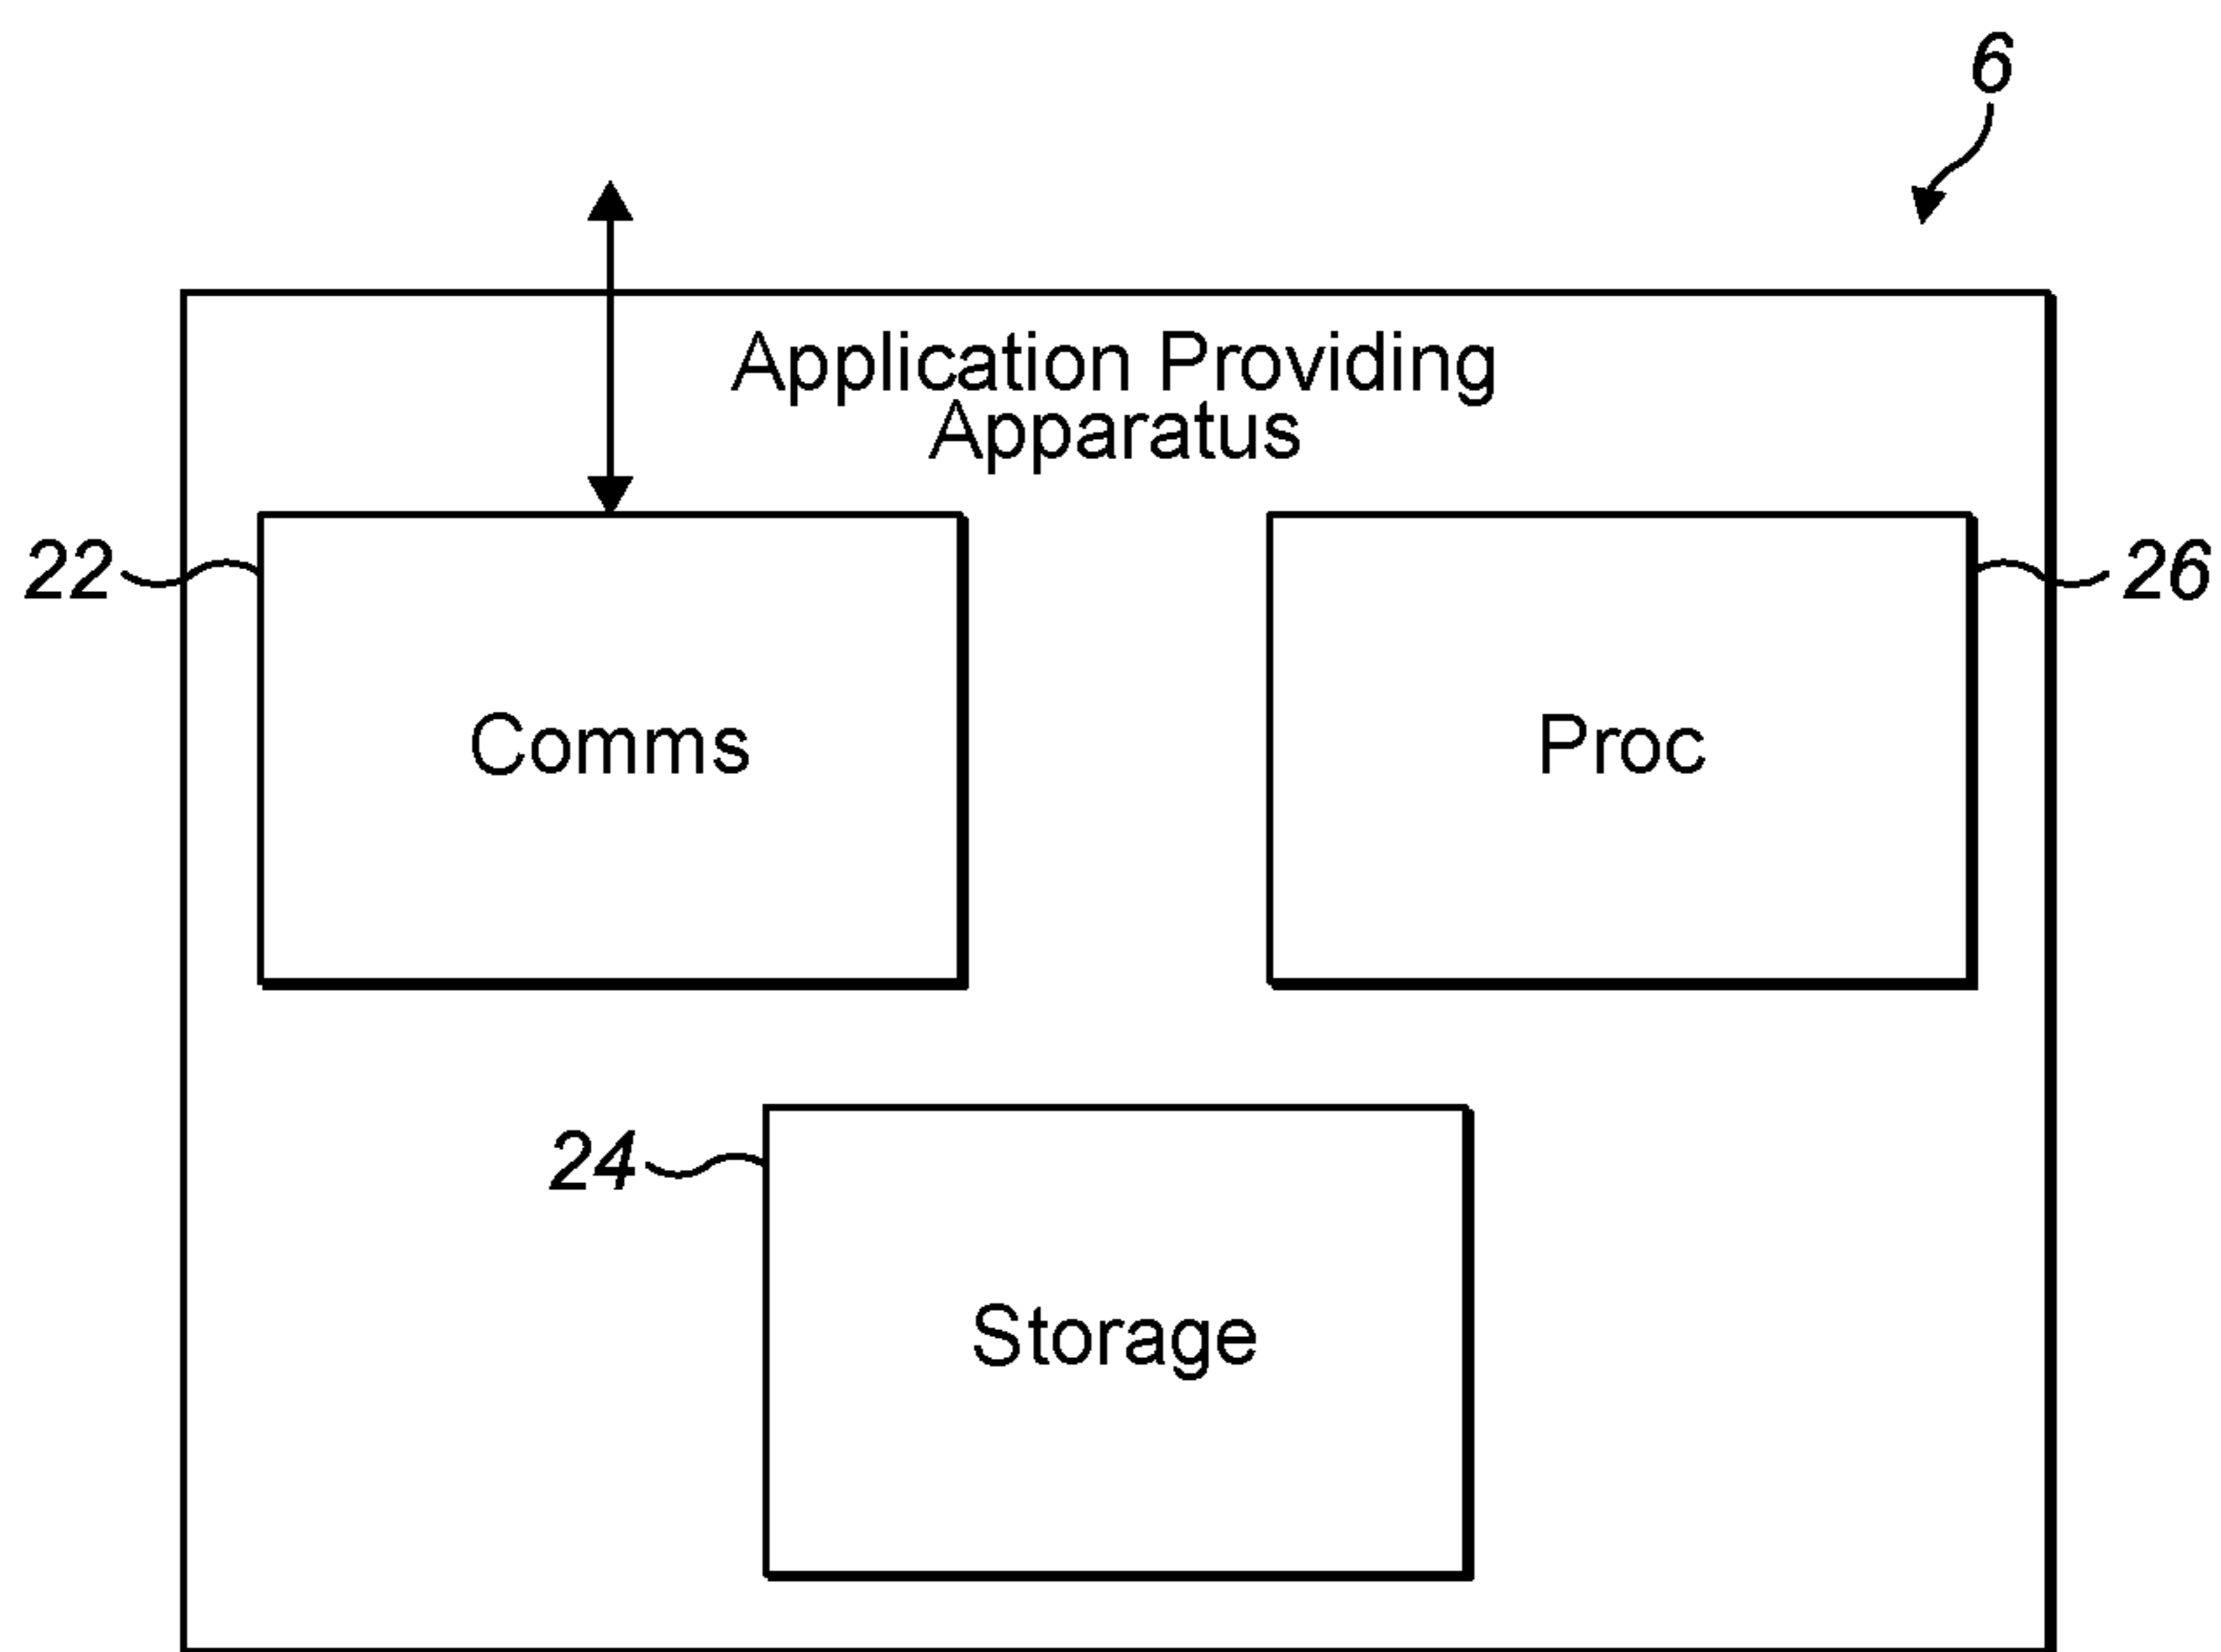 6
Application Providing
Apparatus
22
26
Comms
Proc
24
Storage